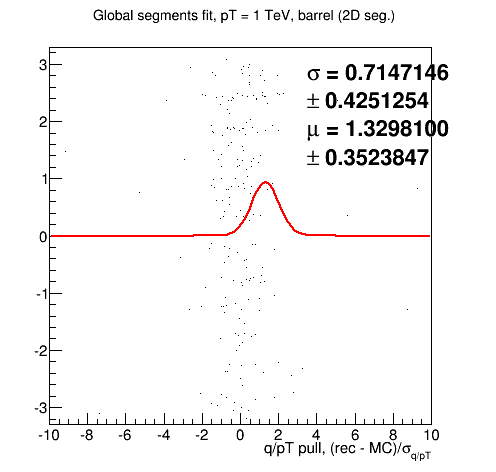 Global segments fit, pT = 1 TeV, barrel (2D seg.)
σ = 0.7147146
± 0.4251254
μ = 1.3298100
± 0.3523847
3
2
1
0
-1
-2
-3
-10 -8 -6 -4 -2 0 2 4 6 8 10
q/pT pull, (rec - MC)/σ_q/pT